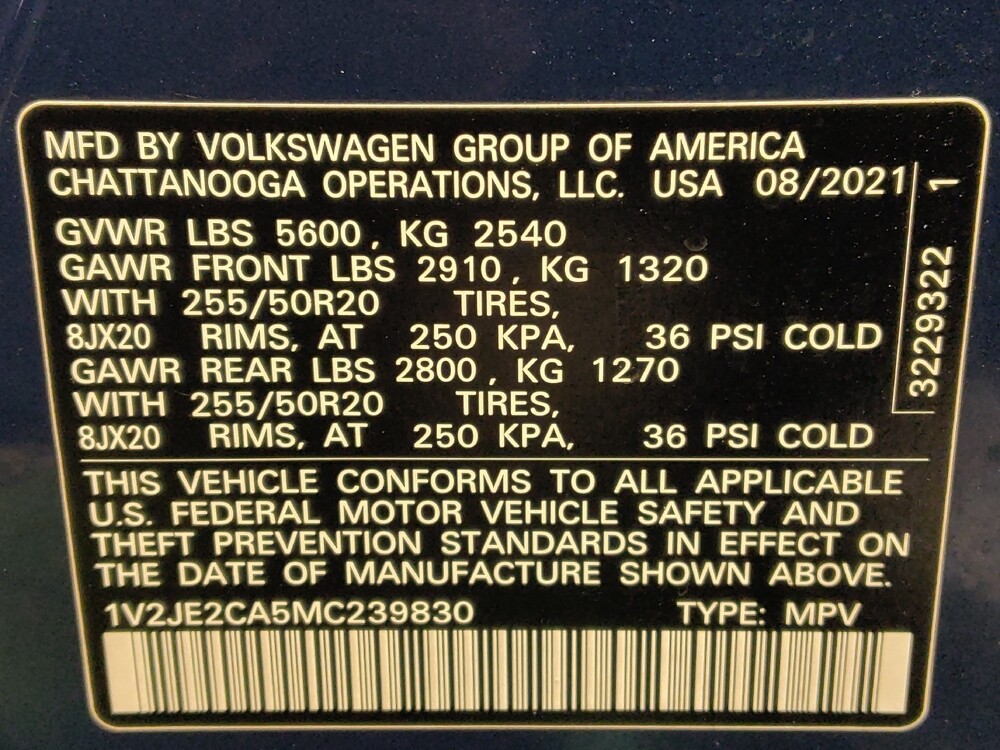 MFD BY VOLKSWAGEN GROUP OF AMERICA
CHATTANOOGA OPERATIONS, LLC. USA 08/2021
GVWR LBS 5600, KG 2540
GAWR FRONT LBS 2910, KG 1320
WITH 255/50R20 TIRES,
8JX20 RIMS, AT 250 KPA, 36 PSI COLD
GAWR REAR LBS 2800, KG 1270
WITH 255/50R20 TIRES,
8JX20 RIMS, AT 250 KPA, 36 PSI COLD
3229322 1
THIS VEHICLE CONFORMS TO ALL APPLICABLE
U.S. FEDERAL MOTOR VEHICLE SAFETY AND
THEFT PREVENTION STANDARDS IN EFFECT ON
THE DATE OF MANUFACTURE SHOWN ABOVE.
1V2JE2CA5MC239830 TYPE: MPV